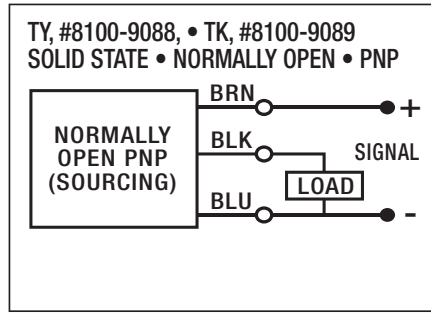 TY, #8100-9088, • TK, #8100-9089
SOLID STATE • NORMALLY OPEN • PNP
BRN
+
NORMALLY
OPEN PNP
(SOURCING)
BLK
SIGNAL
LOAD
BLU
-